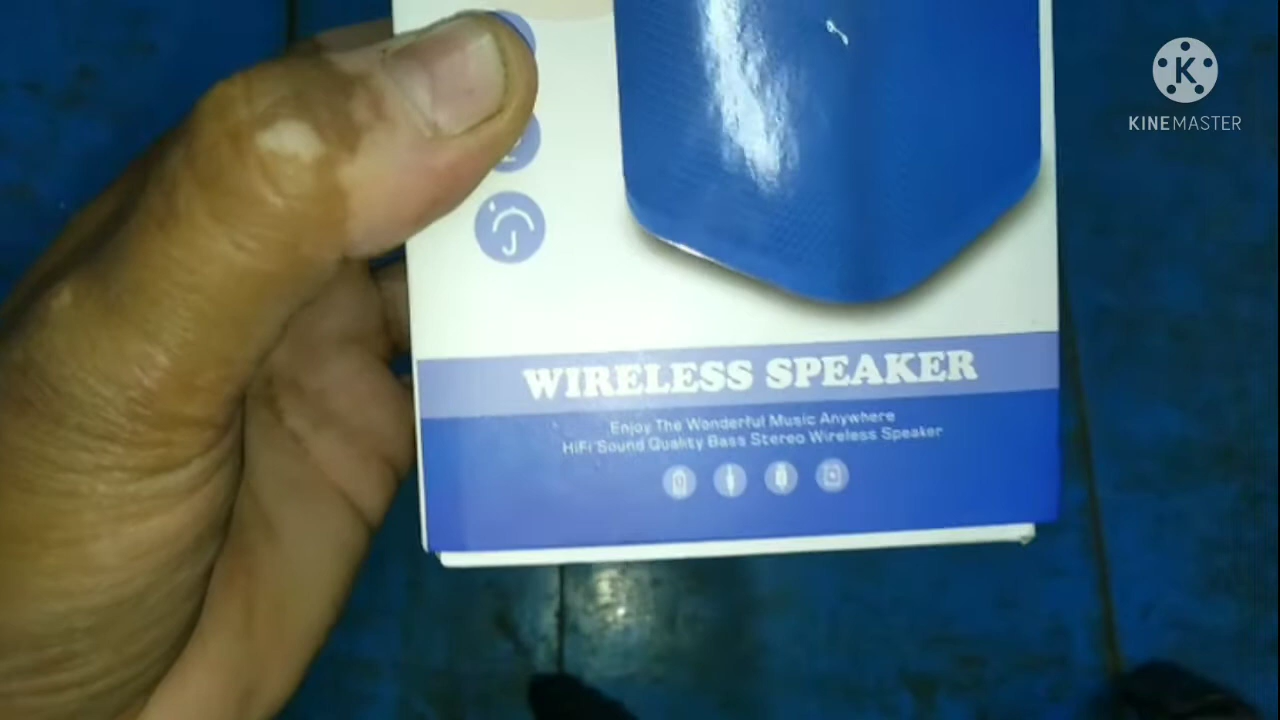 K
KINEMASTER
WIRELESS SPEAKER
Enjoy The Wonderful Music Anywhere
HiFi Sound Quality Bass Stereo Wireless Speaker